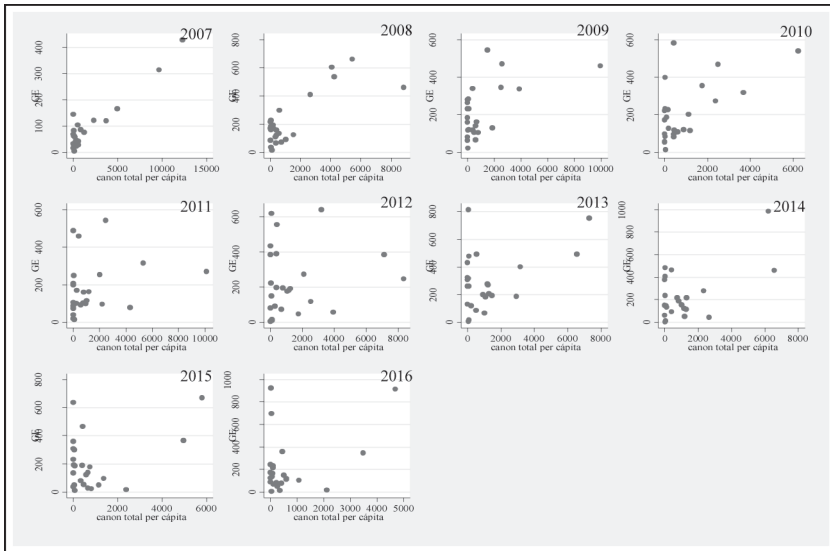 2007
GE
0 100 200 300 400
0 5000 10000 15000
canon total per cápita
2008
GE
0 200 400 600 800
0 2000 4000 6000 8000
canon total per cápita
2009
GE
0 200 400 600
0 2000 4000 6000 8000 10000
canon total per cápita
2010
GE
0 200 400 600
0 2000 4000 6000
canon total per cápita
2011
GE
0 200 400 600
0 2000 4000 6000 8000 10000
canon total per cápita
2012
GE
0 200 400 600
0 2000 4000 6000 8000
canon total per cápita
2013
GE
0 200 400 600 800
0 2000 4000 6000 8000
canon total per cápita
2014
GE
0 200 400 600 800 1000
0 2000 4000 6000 8000
canon total per cápita
2015
GE
0 200 400 600 800
0 2000 4000 6000
canon total per cápita
2016
GE
0 200 400 600 800 1000
0 1000 2000 3000 4000 5000
canon total per cápita